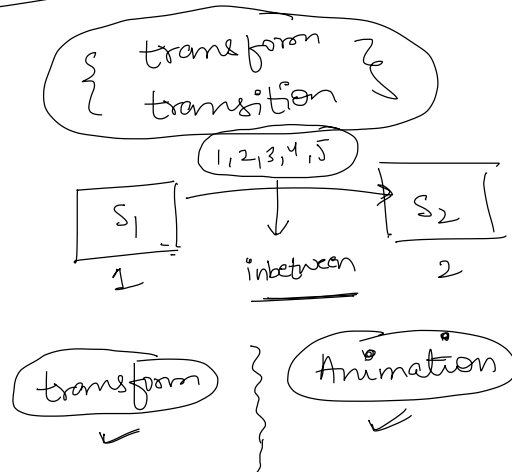 { transform }
{ transition }
1, 2, 3, 4, 5
S1
S2
inbetween
1
2
transform
Animation